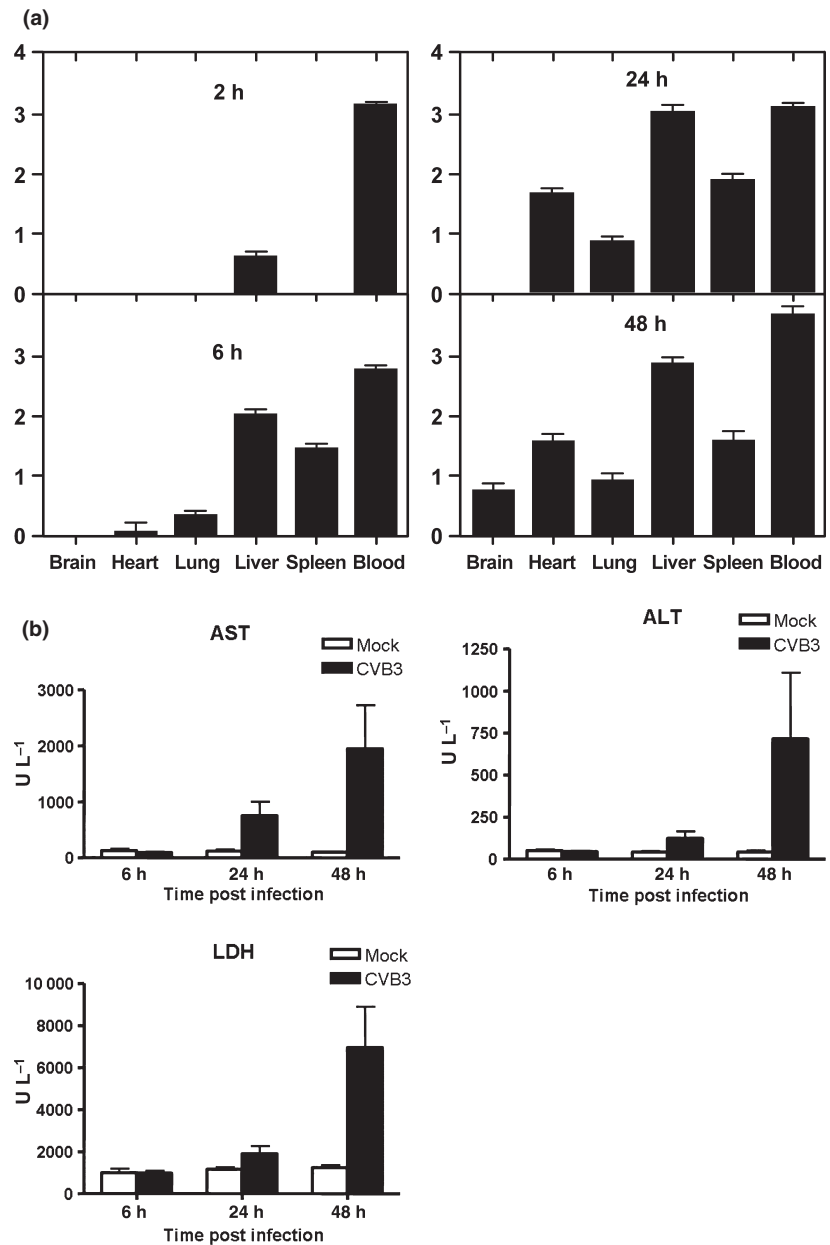 (a)
4
3
2
1
0
2 h
4
3
2
1
0
24 h
3
2
1
0
6 h
Brain Heart Lung Liver Spleen Blood
3
2
1
0
48 h
Brain Heart Lung Liver Spleen Blood
(b)
AST
Mock
CVB3
3000
2000
1000
0
U L⁻¹
6 h 24 h 48 h
Time post infection
ALT
Mock
CVB3
1250
1000
750
500
250
0
U L⁻¹
6 h 24 h 48 h
Time post infection
LDH
Mock
CVB3
10 000
8000
6000
4000
2000
0
U L⁻¹
6 h 24 h 48 h
Time post infection